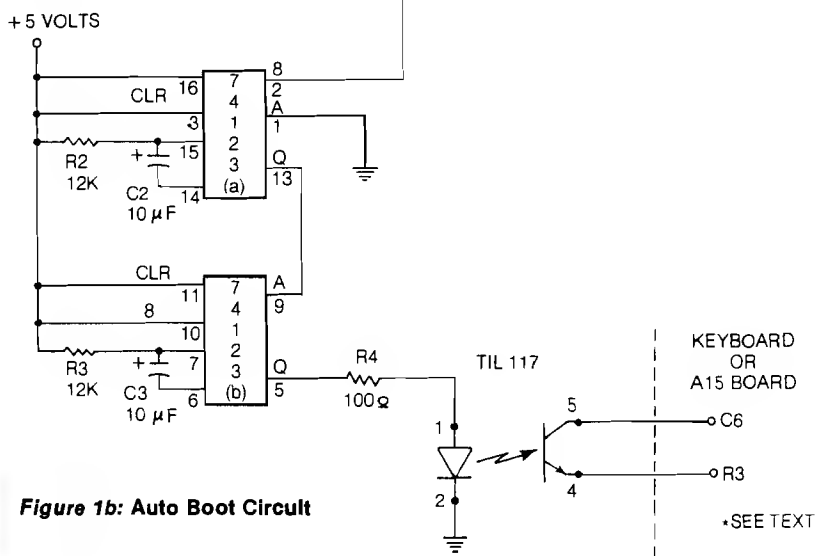 + 5 VOLTS
16
7
8
CLR
4
2
3
1
A
1
15
2
Q
R2
12K
+
3
13
C2
10 µF
14
(a)
CLR
11
7
A
8
4
9
10
1
7
2
R3
12K
+
3
Q
C3
10 µF
6
(b)
5
R4
100Ω
TIL 117
KEYBOARD
OR
A15 BOARD
1
5
C6
2
4
R3
*SEE TEXT
Figure 1b: Auto Boot Circuit